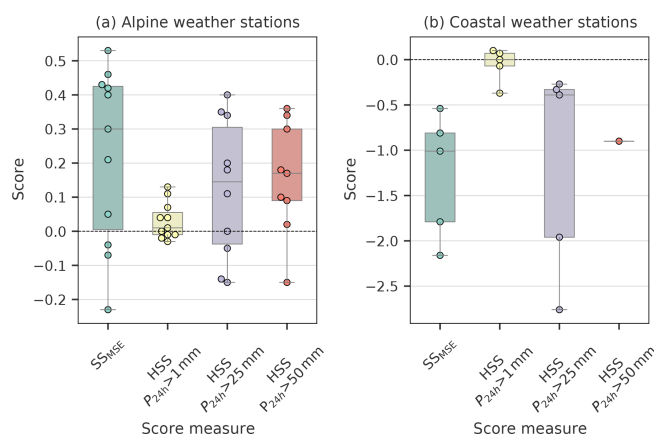 (a) Alpine weather stations
0.5
0.4
0.3
0.2
0.1
0.0
−0.1
−0.2
Score
SS_MSE
HSS
P_24h>1 mm
HSS
P_24h>25 mm
HSS
P_24h>50 mm
Score measure
(b) Coastal weather stations
0.0
−0.5
−1.0
−1.5
−2.0
−2.5
Score
SS_MSE
HSS
P_24h>1 mm
HSS
P_24h>25 mm
HSS
P_24h>50 mm
Score measure